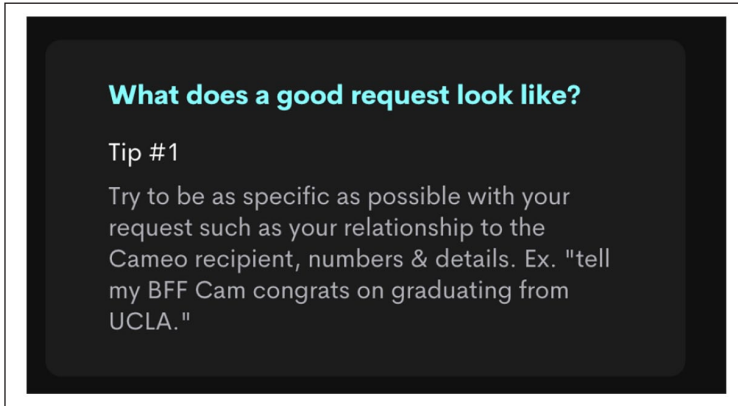 What does a good request look like?
Tip #1
Try to be as specific as possible with your
request such as your relationship to the
Cameo recipient, numbers & details. Ex. "tell
my BFF Cam congrats on graduating from
UCLA."